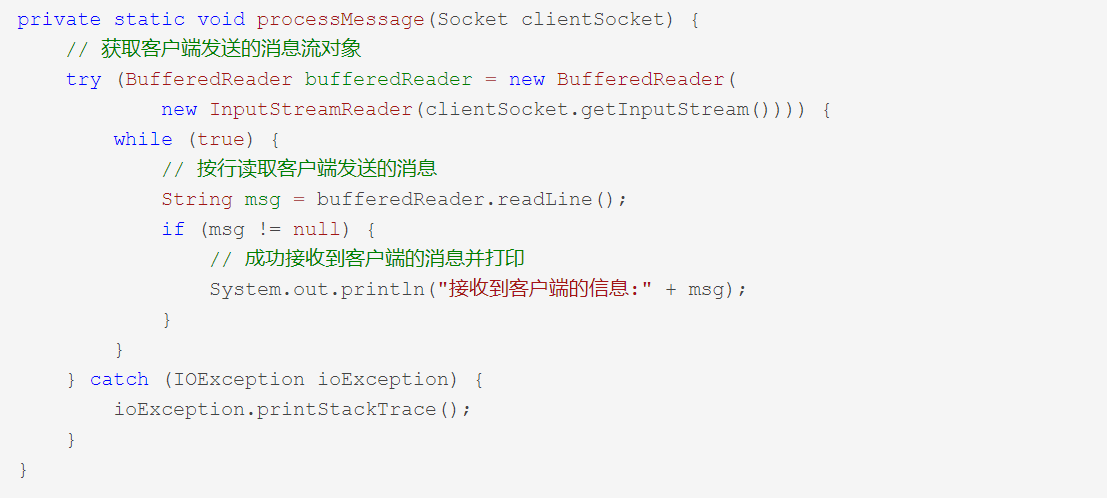 private static void processMessage(Socket clientSocket) {
    // 获取客户端发送的消息流对象
    try (BufferedReader bufferedReader = new BufferedReader(
            new InputStreamReader(clientSocket.getInputStream()))) {
        while (true) {
            // 按行读取客户端发送的消息
            String msg = bufferedReader.readLine();
            if (msg != null) {
                // 成功接收到客户端的消息并打印
                System.out.println("接收到客户端的信息:" + msg);
            }
        }
    } catch (IOException ioException) {
        ioException.printStackTrace();
    }
}